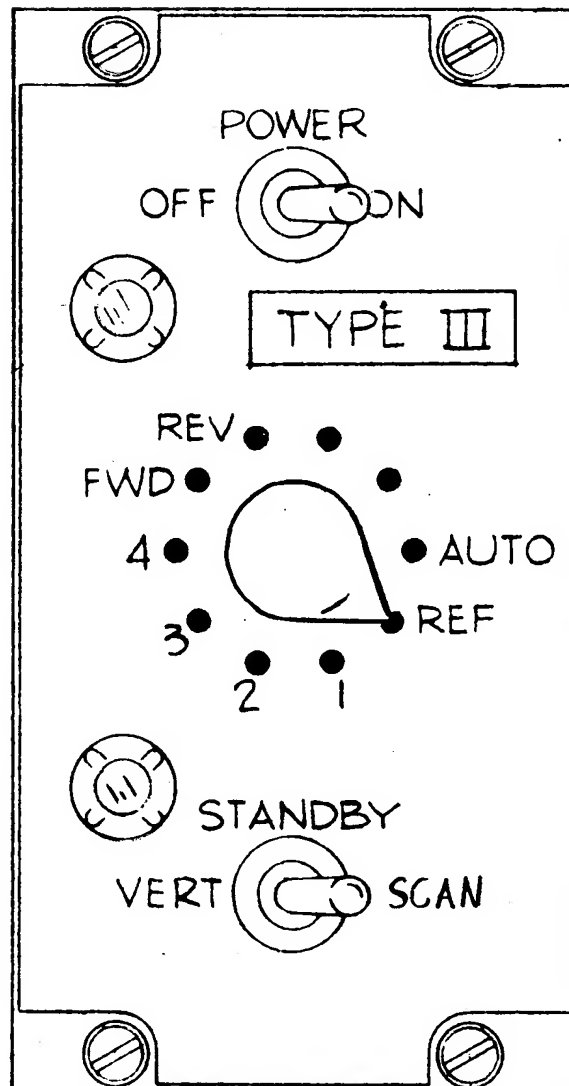 POWER
OFF ON
TYPE III
REV
FWD
4 AUTO
3 REF
2 1
STANDBY
VERT SCAN